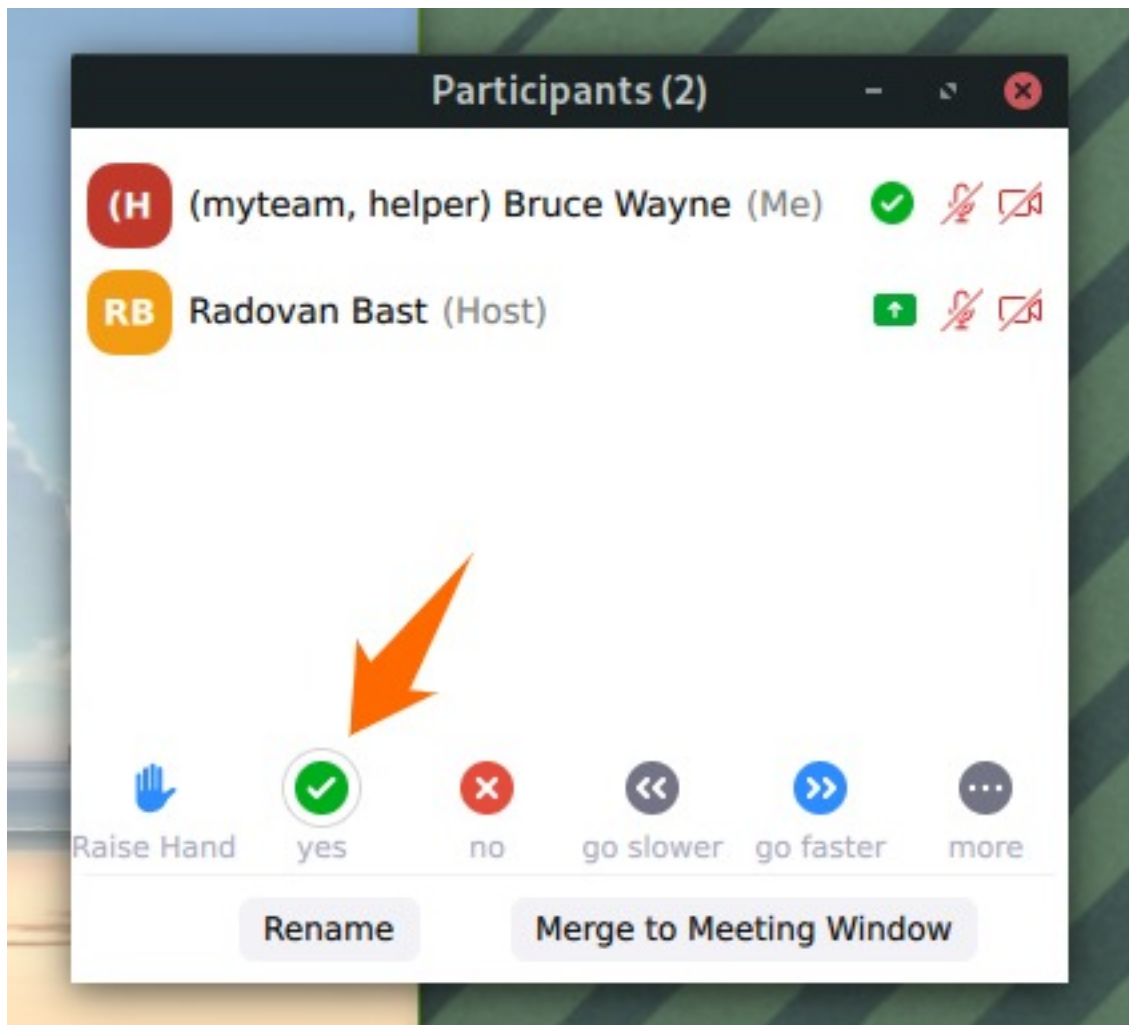 Participants (2)
(H (myteam, helper) Bruce Wayne (Me)
RB Radovan Bast (Host)
Raise Hand yes no go slower go faster more
Rename Merge to Meeting Window